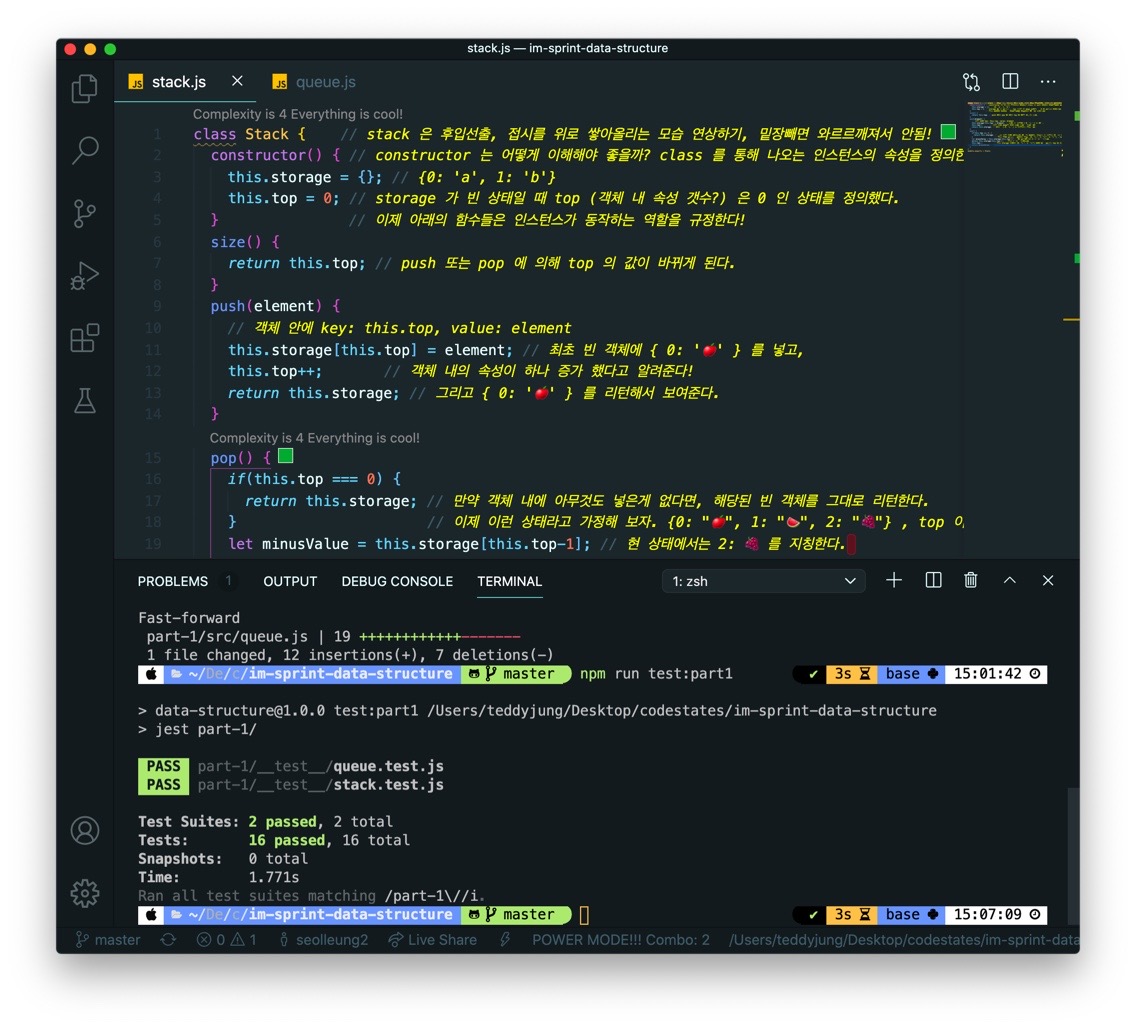 stack.js — im-sprint-data-structure
JS stack.js
JS queue.js
Complexity is 4 Everything is cool!
1 class Stack { // stack 은 후입선출, 접시를 위로 쌓아올리는 모습 연상하기, 밑장빼면 와르르깨져서 안됨!
2 constructor() { // constructor 는 어떻게 이해해야 좋을까? class 를 통해 나오는 인스턴스의 속성을 정의한
3 this.storage = {}; // {0: 'a', 1: 'b'}
4 this.top = 0; // storage 가 빈 상태일 때 top (객체 내 속성 갯수?) 은 0 인 상태를 정의했다.
5 } // 이제 아래의 함수들은 인스턴스가 동작하는 역할을 규정한다!
6 size() {
7 return this.top; // push 또는 pop 에 의해 top 의 값이 바뀌게 된다.
8 }
9 push(element) {
10 // 객체 안에 key: this.top, value: element
11 this.storage[this.top] = element; // 최초 빈 객체에 { 0: '🍎' } 를 넣고,
12 this.top++; // 객체 내의 속성이 하나 증가 했다고 알려준다!
13 return this.storage; // 그리고 { 0: '🍎' } 를 리턴해서 보여준다.
14 }
Complexity is 4 Everything is cool!
15 pop() {
16 if(this.top === 0) {
17 return this.storage; // 만약 객체 내에 아무것도 넣은게 없다면, 해당된 빈 객체를 그대로 리턴한다.
18 } // 이제 이런 상태라고 가정해 보자. {0: "🍎", 1: "🍉", 2: "🍇"} , top 이
19 let minusValue = this.storage[this.top-1]; // 현 상태에서는 2: 🍇 를 지칭한다.
PROBLEMS 1 OUTPUT DEBUG CONSOLE TERMINAL 1: zsh
Fast-forward
part-1/src/queue.js | 19 ++++++++++++-------
1 file changed, 12 insertions(+), 7 deletions(-)
~/De/c/im-sprint-data-structure master npm run test:part1 ✔ 3s base 15:01:42
> data-structure@1.0.0 test:part1 /Users/teddyjung/Desktop/codestates/im-sprint-data-structure
> jest part-1/
PASS part-1/__test__/queue.test.js
PASS part-1/__test__/stack.test.js
Test Suites: 2 passed, 2 total
Tests: 16 passed, 16 total
Snapshots: 0 total
Time: 1.771s
Ran all test suites matching /part-1\//i.
~/De/c/im-sprint-data-structure master ✔ 3s base 15:07:09
master 0 1 seolleung2 Live Share POWER MODE!!! Combo: 2 /Users/teddyjung/Desktop/codestates/im-sprint-data